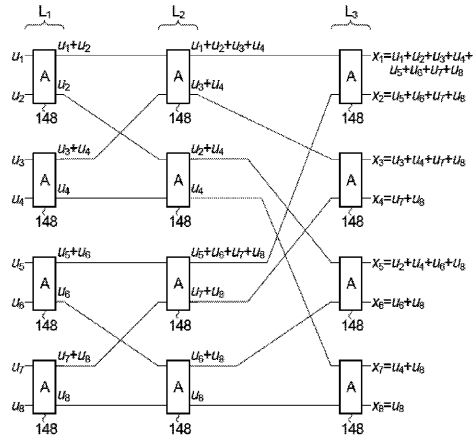 L₁ L₂ L₃
u₁ A u₁+u₂ A u₁+u₂+u₃+u₄ A x₁=u₁+u₂+u₃+u₄+
u₅+u₆+u₇+u₈
u₂ u₂ u₃+u₄ x₂=u₅+u₆+u₇+u₈
148 148 148
u₃ A u₃+u₄ A u₂+u₄ A x₃=u₃+u₄+u₇+u₈
u₄ u₄ u₄ x₄=u₇+u₈
148 148 148
u₅ A u₅+u₆ A u₅+u₆+u₇+u₈ A x₅=u₂+u₄+u₆+u₈
u₆ u₆ u₇+u₈ x₆=u₆+u₈
148 148 148
u₇ A u₇+u₈ A u₆+u₈ A x₇=u₄+u₈
u₈ u₈ u₈ x₈=u₈
148 148 148